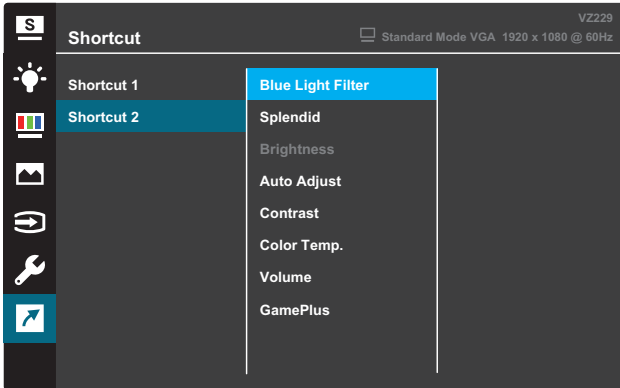 S
VZ229
Shortcut
Standard Mode VGA 1920 x 1080 @ 60Hz
Shortcut 1
Blue Light Filter
Shortcut 2
Splendid
Brightness
Auto Adjust
Contrast
Color Temp.
Volume
GamePlus